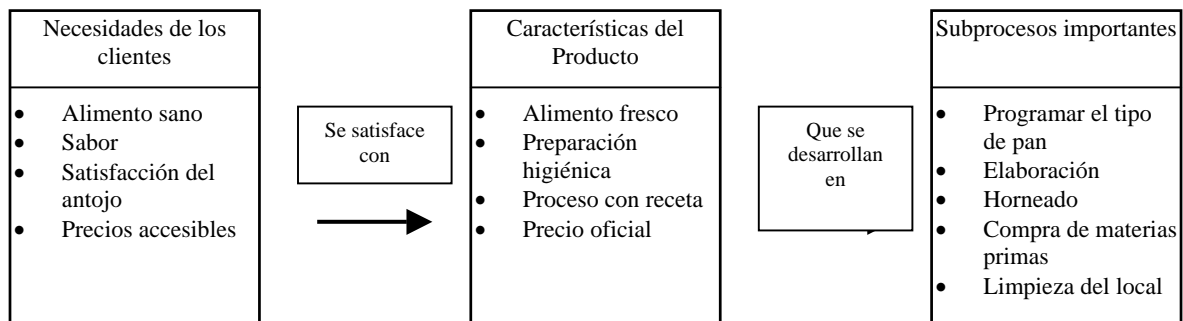 Necesidades de los
clientes
• Alimento sano
• Sabor
• Satisfacción del
antojo
• Precios accesibles
Se satisface
con
Características del
Producto
• Alimento fresco
• Preparación
higiénica
• Proceso con receta
• Precio oficial
Que se
desarrollan
en
Subprocesos importantes
• Programar el tipo
de pan
• Elaboración
• Horneado
• Compra de materias
primas
• Limpieza del local